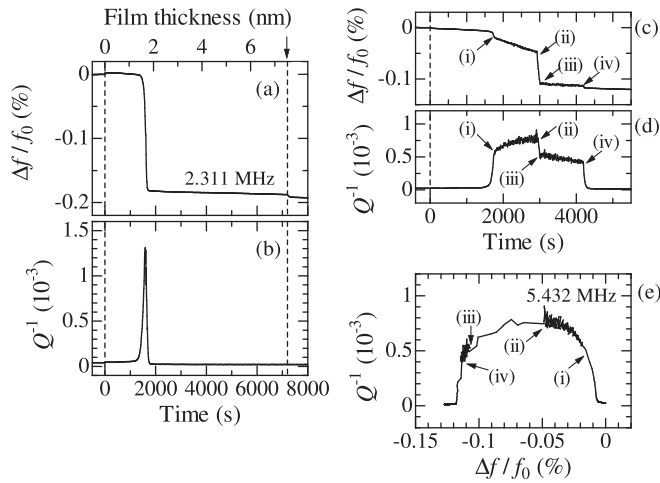 Film thickness (nm)
0 2 4 6
(a)
Δf / f₀ (%)
0
-0.1
-0.2
2.311 MHz
(b)
Q⁻¹ (10⁻³)
1.5
1
0.5
0
0 2000 4000 6000 8000
Time (s)
(c)
Δf / f₀ (%)
0
-0.1
(i)
(ii)
(iii)
(iv)
(d)
Q⁻¹ (10⁻³)
1
0.5
0
(i)
(ii)
(iii)
(iv)
0 2000 4000
Time (s)
(e)
5.432 MHz
Q⁻¹ (10⁻³)
1
0.5
0
(iii)
(ii)
(iv)
(i)
-0.15 -0.1 -0.05 0
Δf / f₀ (%)